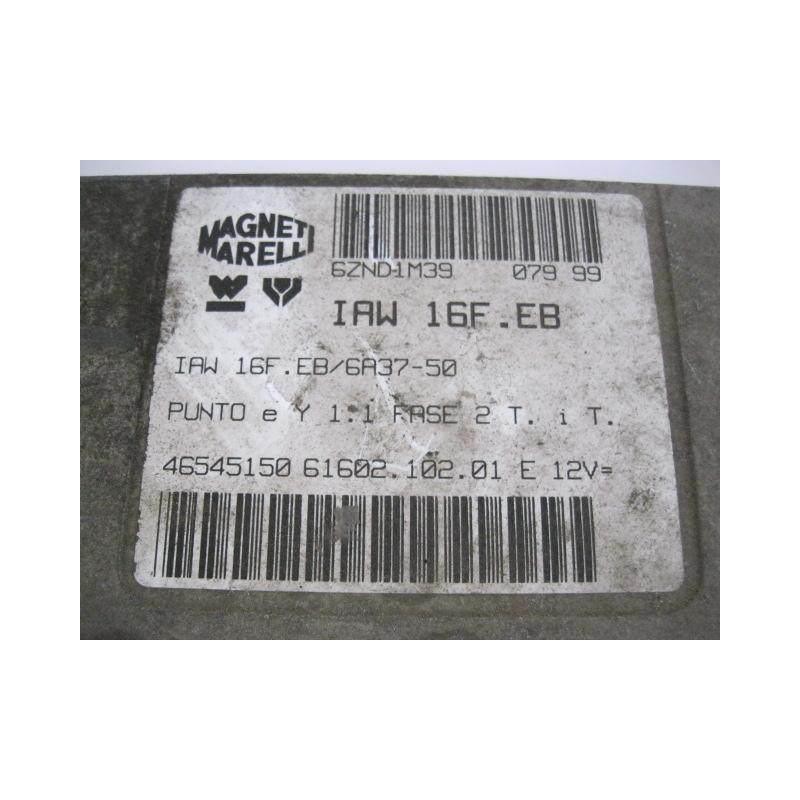 MAGNETI
MARELLI
6ZND1M39 079 99
IAW 16F.EB
IAW 16F.EB/6A37-50
PUNTO e Y 1.1 FASE 2 T. i T.
46545150 61602.102.01 E 12V=